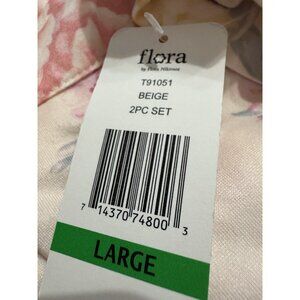 flora
by Flora Nikrooz
T91051
BEIGE
2PC SET
7 14370 74800 3
LARGE